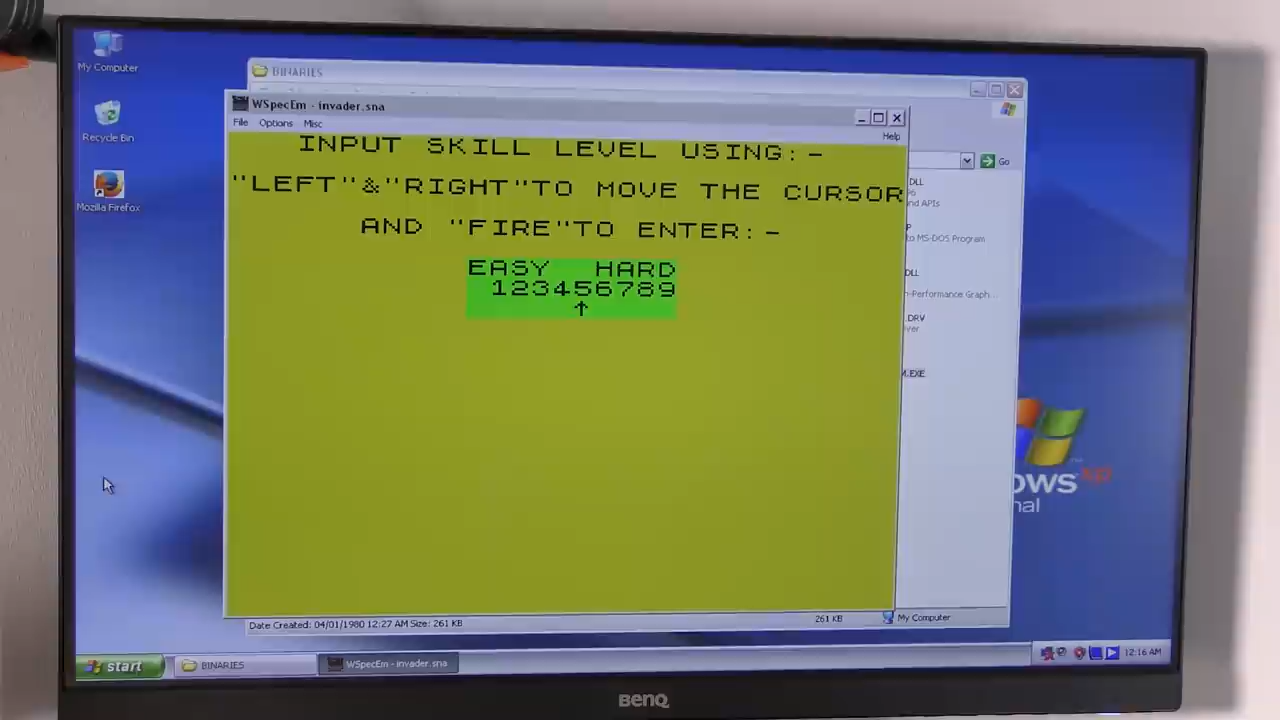 My Computer
Recycle Bin
Mozilla Firefox
BINARIES
WSpecEm - invader.sna
File Options Misc
Help
INPUT SKILL LEVEL USING:-
"LEFT"&"RIGHT"TO MOVE THE CURSOR
AND "FIRE"TO ENTER:-
EASY HARD
123456789
↑
Go
.DLL
and APIs
to MS-DOS Program
.DLL
-Performance Graph...
.DRV
M.EXE
Date Created: 04/01/1980 12:27 AM Size: 261 KB
261 KB
My Computer
start
BINARIES
WSpecEm - invader.sna
12:16 AM
BenQ